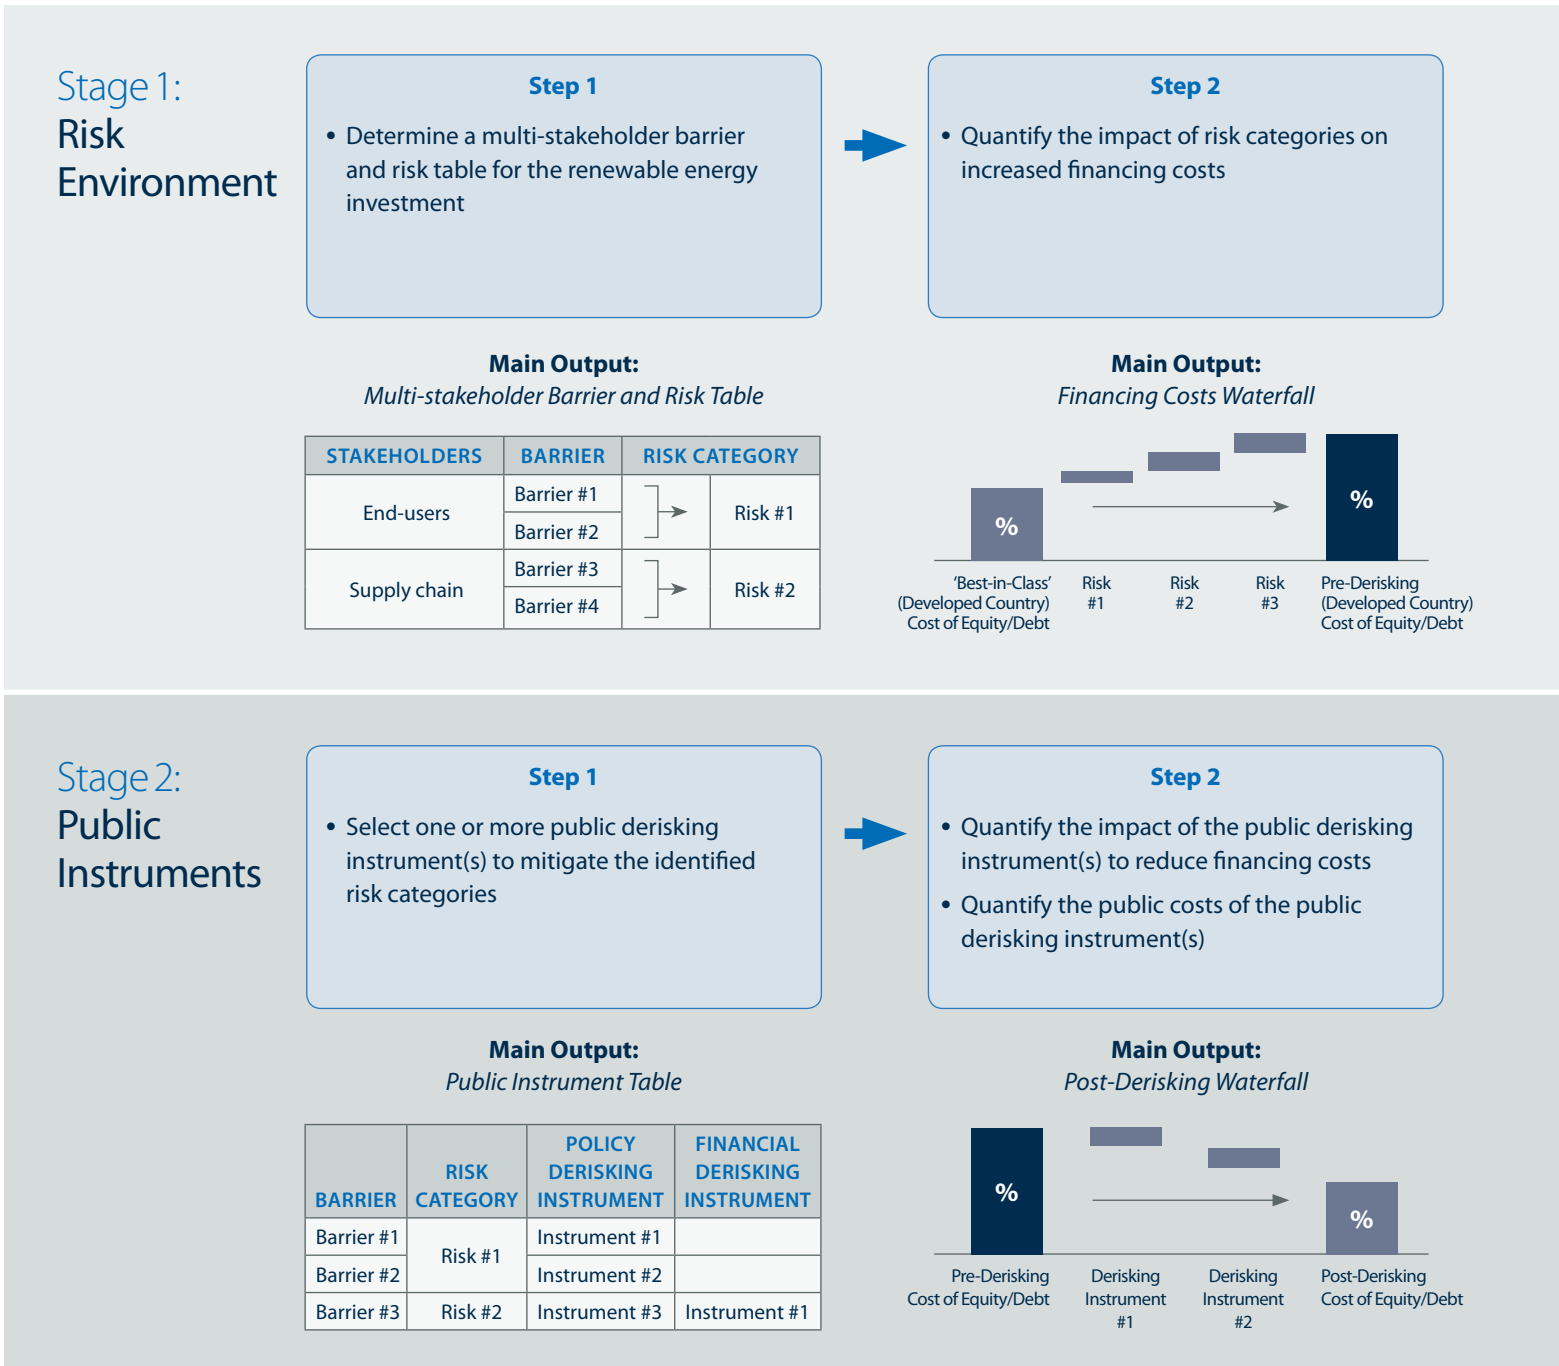 Stage 1:
Risk
Environment
Step 1
• Determine a multi-stakeholder barrier
and risk table for the renewable energy
investment
Step 2
• Quantify the impact of risk categories on
increased financing costs
Main Output:
Multi-stakeholder Barrier and Risk Table
STAKEHOLDERS BARRIER RISK CATEGORY
End-users
Barrier #1
Barrier #2
Risk #1
Supply chain
Barrier #3
Barrier #4
Risk #2
Main Output:
Financing Costs Waterfall
%
%
'Best-in-Class'
(Developed Country)
Cost of Equity/Debt
Risk
#1
Risk
#2
Risk
#3
Pre-Derisking
(Developed Country)
Cost of Equity/Debt
Stage 2:
Public
Instruments
Step 1
• Select one or more public derisking
instrument(s) to mitigate the identified
risk categories
Step 2
• Quantify the impact of the public derisking
instrument(s) to reduce financing costs
• Quantify the public costs of the public
derisking instrument(s)
Main Output:
Public Instrument Table
BARRIER
RISK
CATEGORY
POLICY
DERISKING
INSTRUMENT
FINANCIAL
DERISKING
INSTRUMENT
Barrier #1
Risk #1
Instrument #1
Barrier #2
Instrument #2
Barrier #3 Risk #2 Instrument #3 Instrument #1
Main Output:
Post-Derisking Waterfall
%
%
Pre-Derisking
Cost of Equity/Debt
Derisking
Instrument
#1
Derisking
Instrument
#2
Post-Derisking
Cost of Equity/Debt